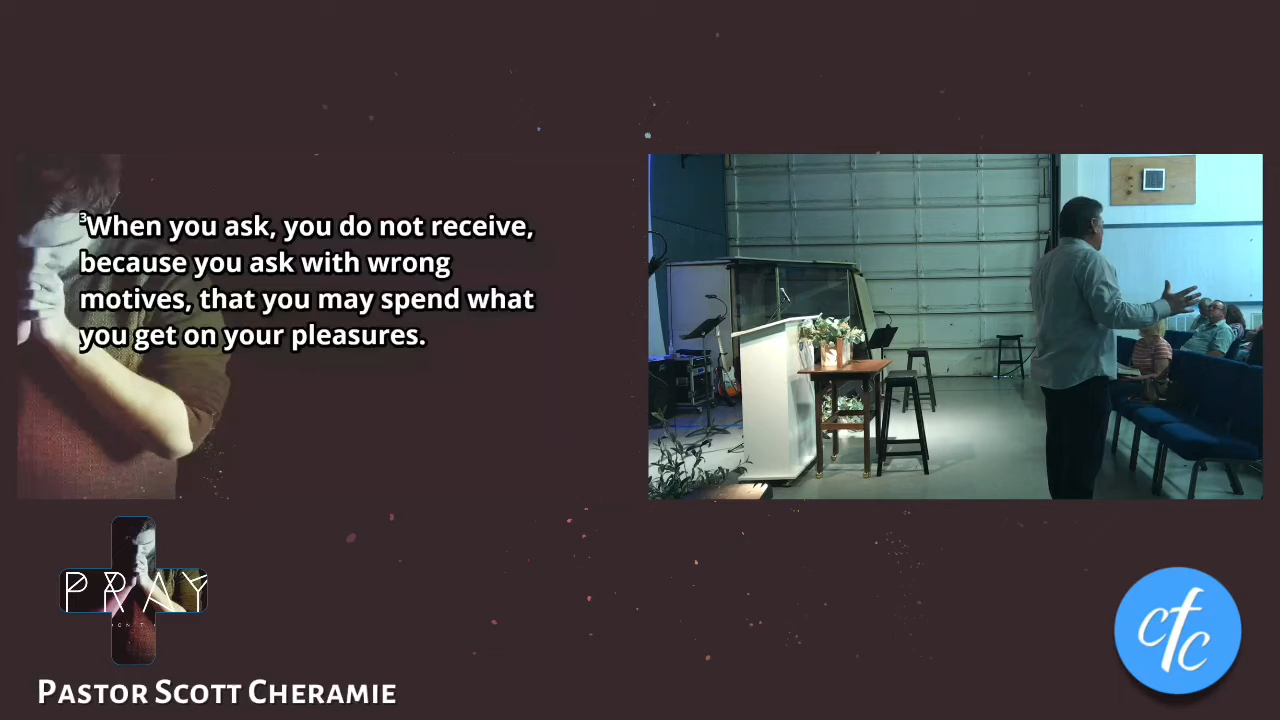 ³When you ask, you do not receive,
because you ask with wrong
motives, that you may spend what
you get on your pleasures.
PRAY
Pastor Scott Cheramie
cfc